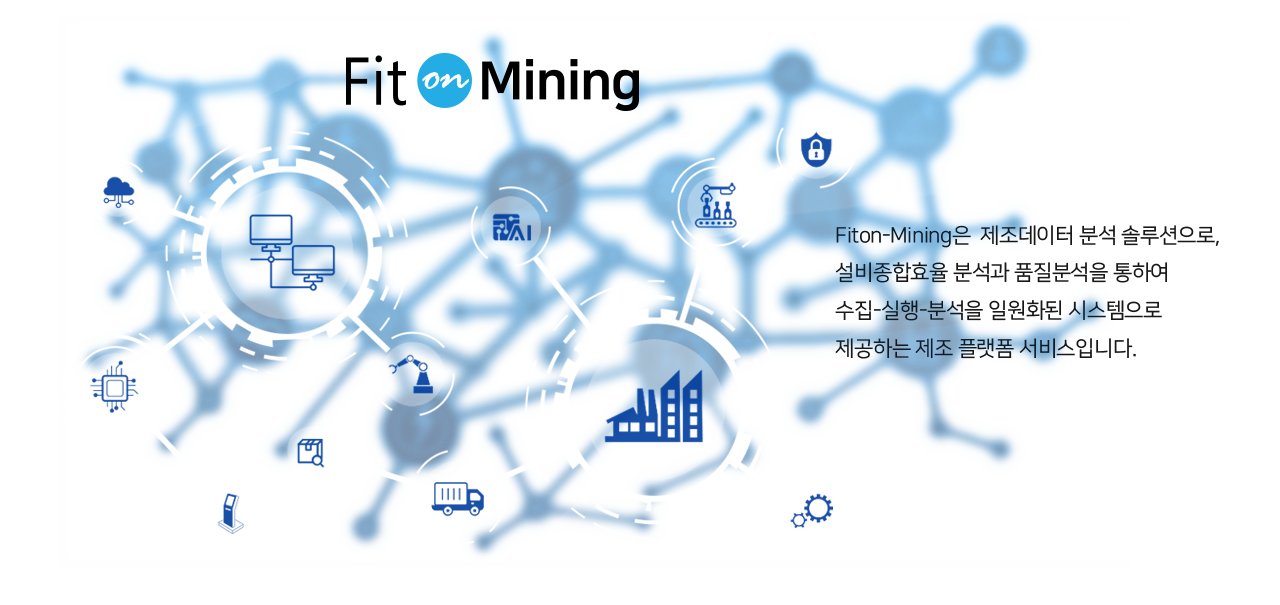 Fit on Mining
AI
Fiton-Mining은 제조데이터 분석 솔루션으로,
설비종합효율 분석과 품질분석을 통하여
수집-실행-분석을 일원화된 시스템으로
제공하는 제조 플랫폼 서비스입니다.